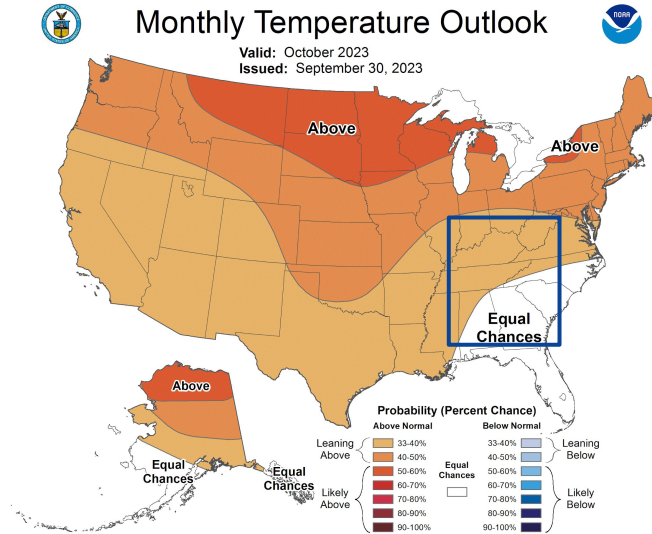 Monthly Temperature Outlook
NOAA
Valid: October 2023
Issued: September 30, 2023
Above
Above
Equal
Chances
Above
Equal
Chances
Equal
Chances
Probability (Percent Chance)
Above Normal
Below Normal
Leaning
Above
33-40%
40-50%
Likely
Above
50-60%
60-70%
70-80%
80-90%
90-100%
Equal
Chances
33-40%
40-50%
Leaning
Below
50-60%
60-70%
70-80%
80-90%
90-100%
Likely
Below